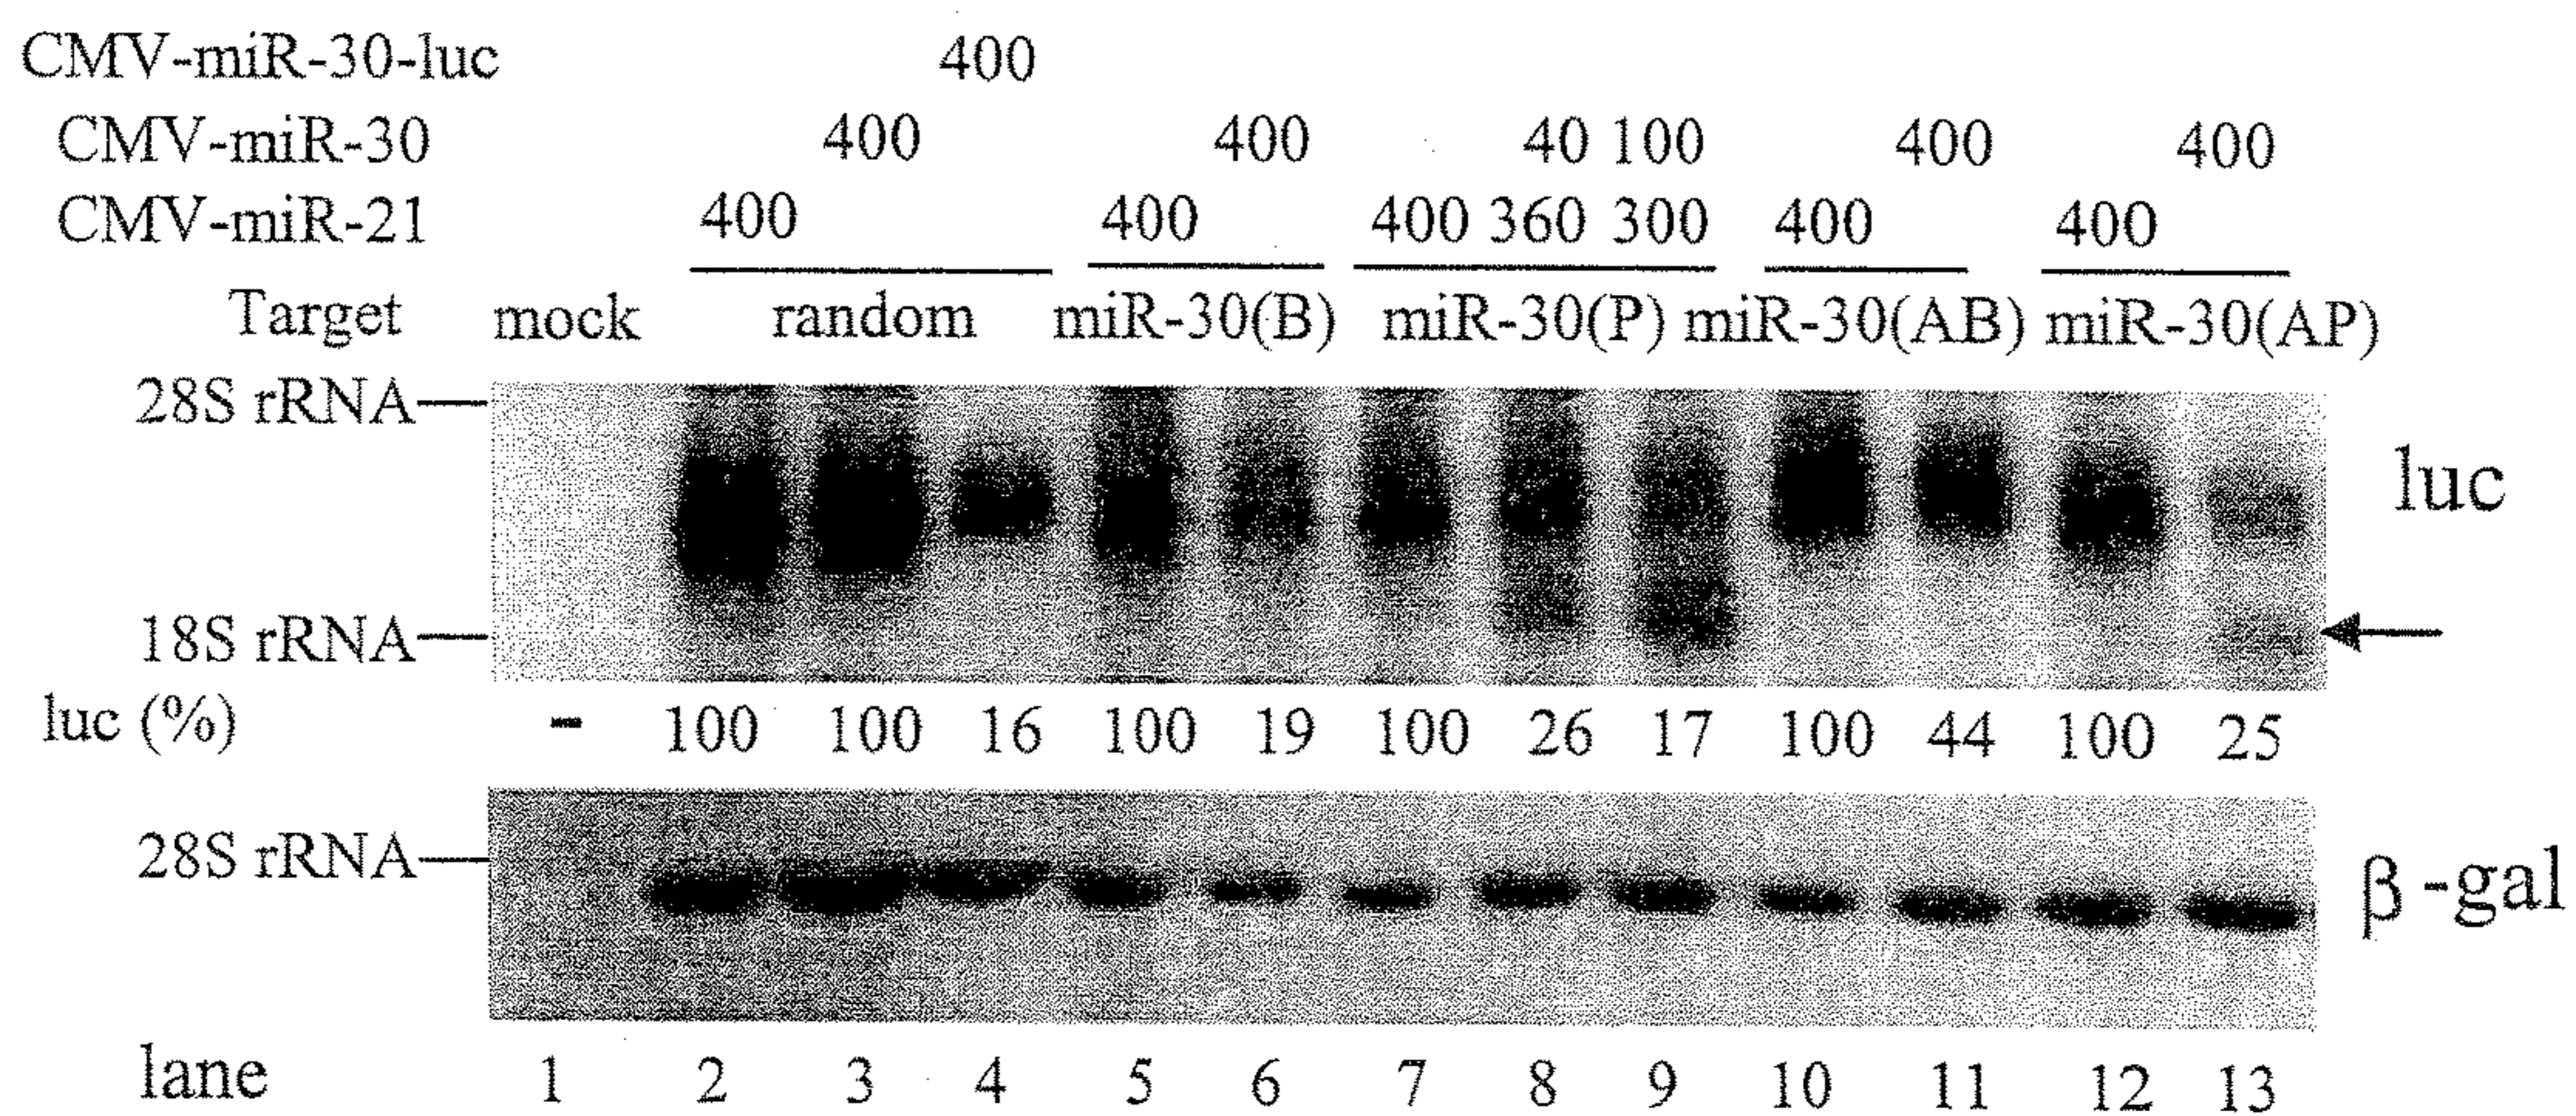 CMV-miR-30-luc 400
CMV-miR-30 400 400 40 100 400 400
CMV-miR-21 400 400 400 360 300 400 400
Target mock random miR-30(B) miR-30(P) miR-30(AB) miR-30(AP)
28S rRNA
luc
18S rRNA
luc (%) - 100 100 16 100 19 100 26 17 100 44 100 25
28S rRNA
β-gal
lane 1 2 3 4 5 6 7 8 9 10 11 12 13